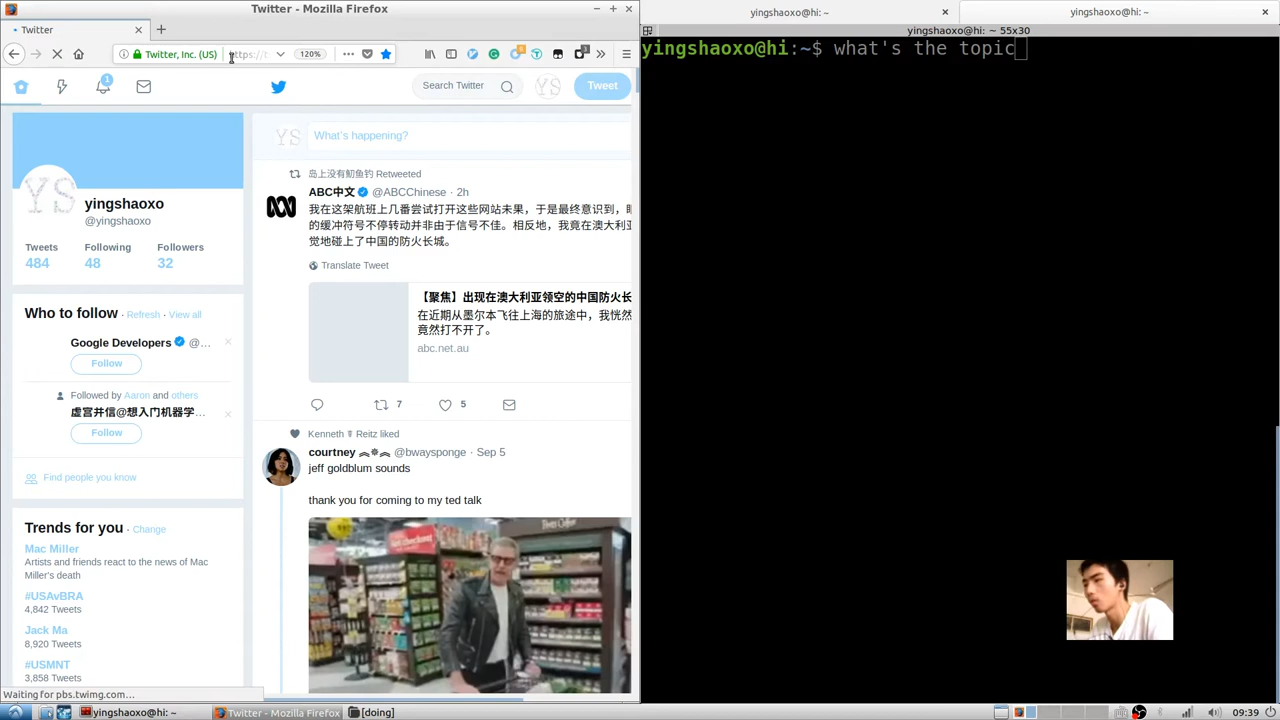 Twitter - Mozilla Firefox
Twitter
Twitter, Inc. (US)
https://t
120%
1
6
3
Search Twitter
YS
Tweet
YS
yingshaoxo
@yingshaoxo
Tweets
Following
Followers
484
48
32
Who to follow · Refresh · View all
Google Developers @...
Follow
Followed by Aaron and others
虚宫井信@想入门机器学...
Follow
Find people you know
Trends for you · Change
Mac Miller
Artists and friends react to the news of Mac
Miller's death
#USAvBRA
4,842 Tweets
Jack Ma
8,920 Tweets
#USMNT
3,858 Tweets
Waiting for pbs.twimg.com...
YS
What's happening?
岛上没有鱽鱼钓 Retweeted
ABC中文 @ABCChinese · 2h
我在这架航班上几番尝试打开这些网站未果，于是最终意识到，
的缓冲符号不停转动并非由于信号不佳。相反地，我竟在澳大利亚
觉地碰上了中国的防火长城。
Translate Tweet
【聚焦】出现在澳大利亚领空的中国防火长
在近期从墨尔本飞往上海的旅途中，我恍然
竟然打不开了。
abc.net.au
7
5
Kenneth Reitz liked
courtney @bwaysponge · Sep 5
jeff goldblum sounds
thank you for coming to my ted talk
yingshaoxo@hi: ~
yingshaoxo@hi: ~
yingshaoxo@hi: ~ 55x30
yingshaoxo@hi:~$ what's the topic
yingshaoxo@hi: ~
Twitter - Mozilla Firefox
[doing]
09:39